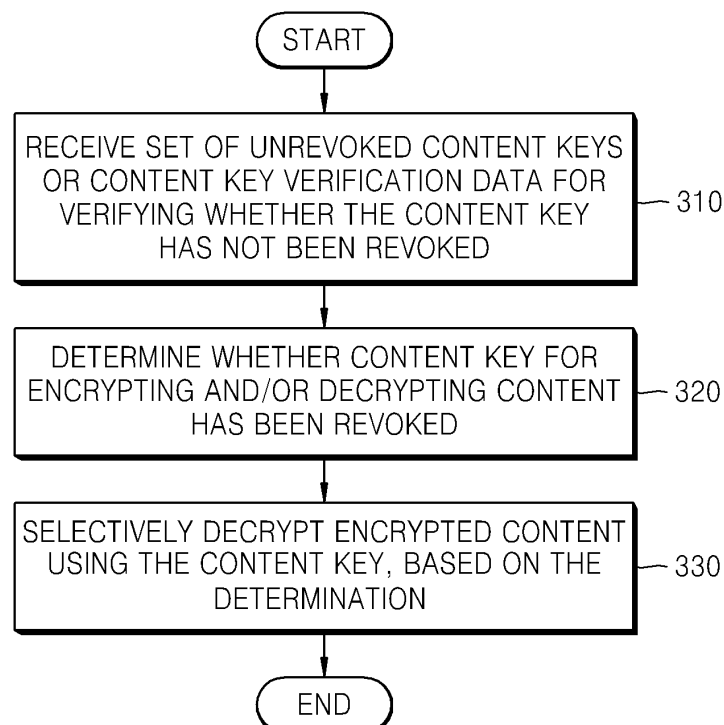 START
RECEIVE SET OF UNREVOKED CONTENT KEYS
OR CONTENT KEY VERIFICATION DATA FOR
VERIFYING WHETHER THE CONTENT KEY
HAS NOT BEEN REVOKED
310
DETERMINE WHETHER CONTENT KEY FOR
ENCRYPTING AND/OR DECRYPTING CONTENT
HAS BEEN REVOKED
320
SELECTIVELY DECRYPT ENCRYPTED CONTENT
USING THE CONTENT KEY, BASED ON THE
DETERMINATION
330
END